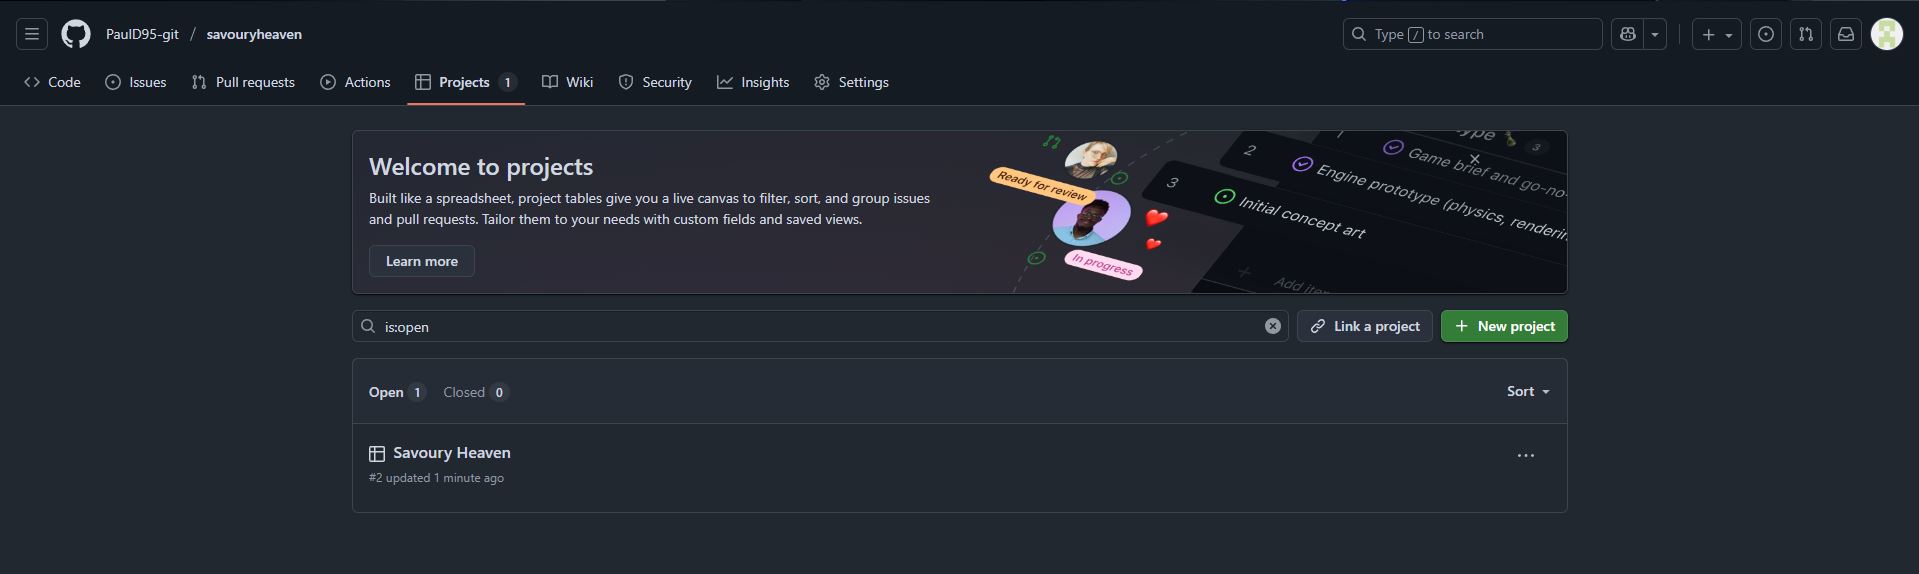 PaulD95-git / savouryheaven
Type / to search
Code Issues Pull requests Actions Projects 1 Wiki Security Insights Settings
Welcome to projects
Built like a spreadsheet, project tables give you a live canvas to filter, sort, and group issues
and pull requests. Tailor them to your needs with custom fields and saved views.
Learn more
Ready for review
In progress
1
3
2 Game brief and go-no-
3 Engine prototype (physics, renderin
Initial concept art
+ Add iter
is:open
Link a project
New project
Open 1 Closed 0
Sort
Savoury Heaven
#2 updated 1 minute ago